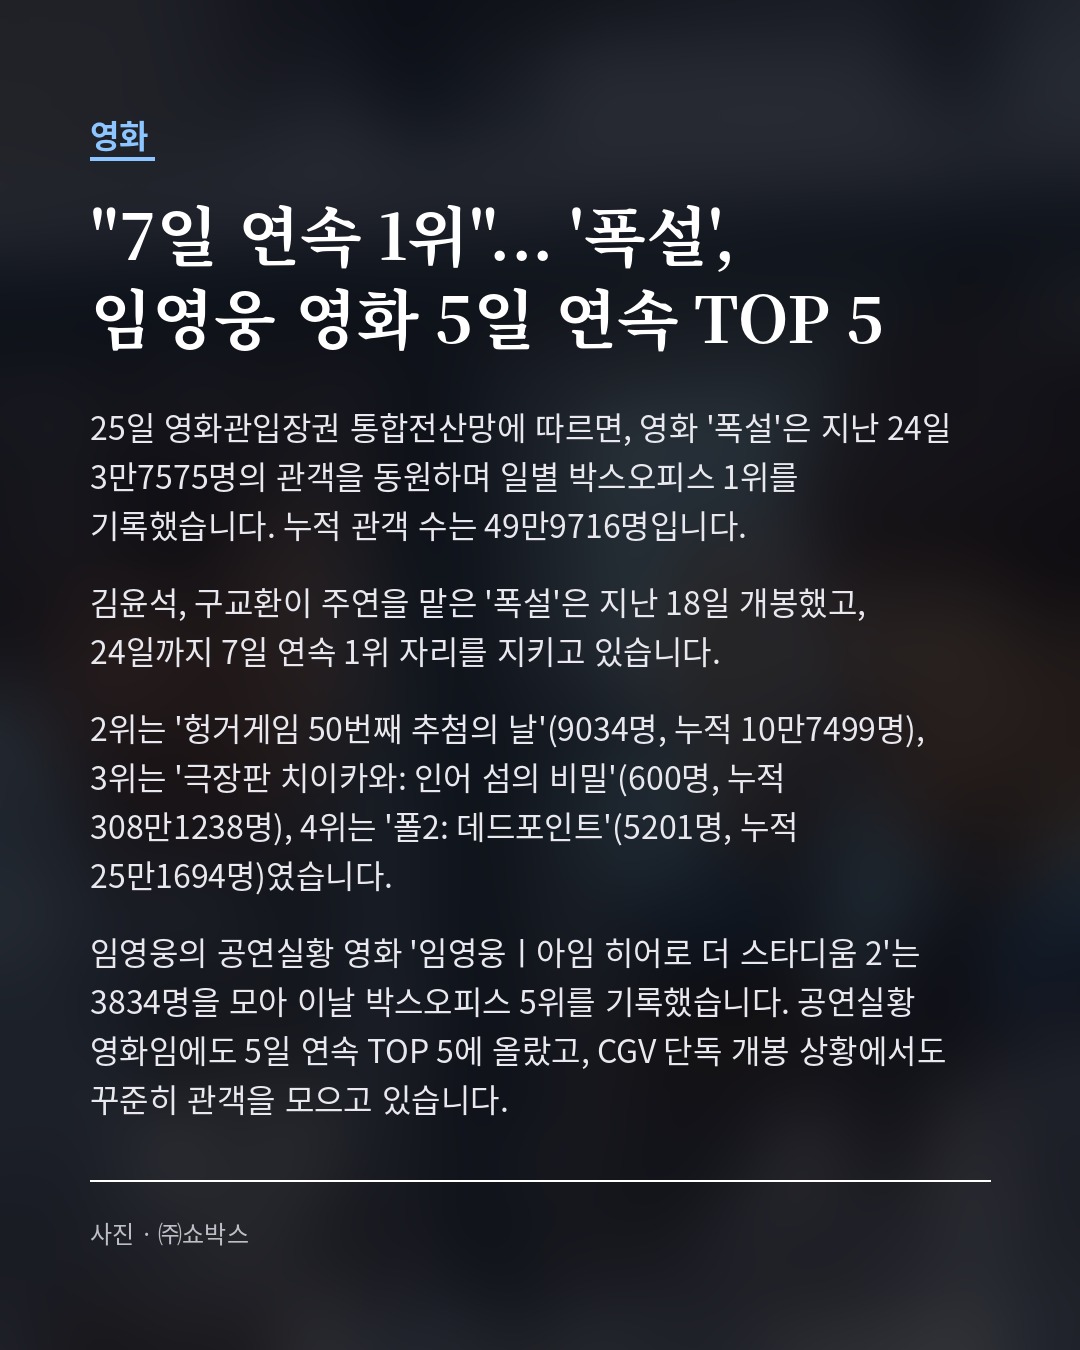 영화
"7일 연속 1위"... '폭설',
임영웅 영화 5일 연속 TOP 5
25일 영화관입장권 통합전산망에 따르면, 영화 '폭설'은 지난 24일
3만7575명의 관객을 동원하며 일별 박스오피스 1위를
기록했습니다. 누적 관객 수는 49만9716명입니다.
김윤석, 구교환이 주연을 맡은 '폭설'은 지난 18일 개봉했고,
24일까지 7일 연속 1위 자리를 지키고 있습니다.
2위는 '헝거게임 50번째 추첨의 날'(9034명, 누적 10만7499명),
3위는 '극장판 치이카와: 인어 섬의 비밀'(600명, 누적
308만1238명), 4위는 '폴2: 데드포인트'(5201명, 누적
25만1694명)였습니다.
임영웅의 공연실황 영화 '임영웅ㅣ아임 히어로 더 스타디움 2'는
3834명을 모아 이날 박스오피스 5위를 기록했습니다. 공연실황
영화임에도 5일 연속 TOP 5에 올랐고, CGV 단독 개봉 상황에서도
꾸준히 관객을 모으고 있습니다.
사진 · ㈜쇼박스